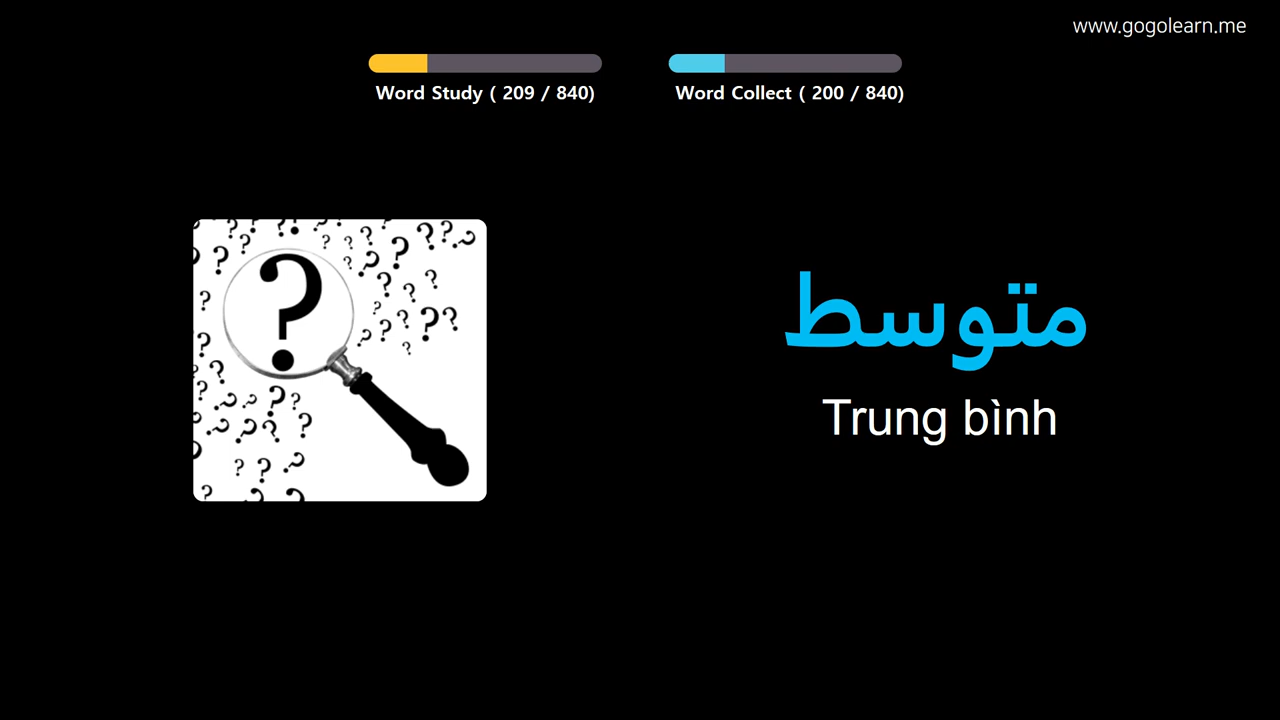 www.gogolearn.me
Word Study ( 209 / 840)
Word Collect ( 200 / 840)
متوسط
Trung bình